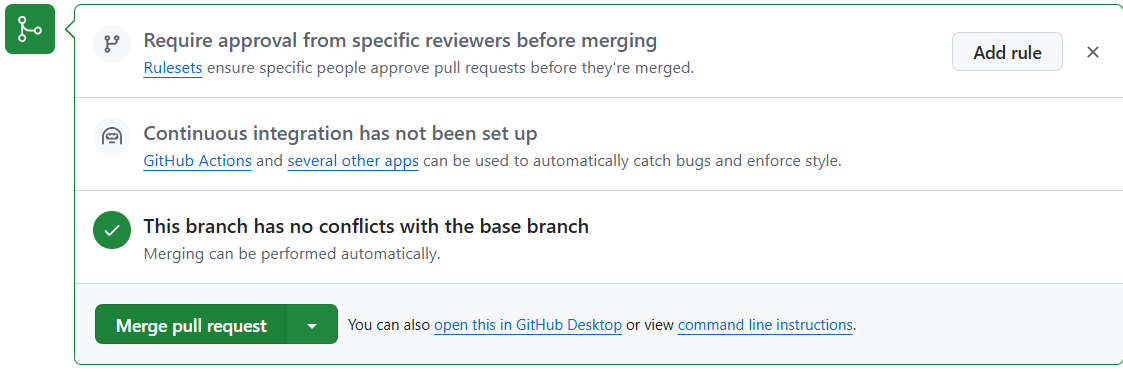 Require approval from specific reviewers before merging
Add rule
Rulesets ensure specific people approve pull requests before they're merged.
Continuous integration has not been set up
GitHub Actions and several other apps can be used to automatically catch bugs and enforce style.
This branch has no conflicts with the base branch
Merging can be performed automatically.
Merge pull request
You can also open this in GitHub Desktop or view command line instructions.